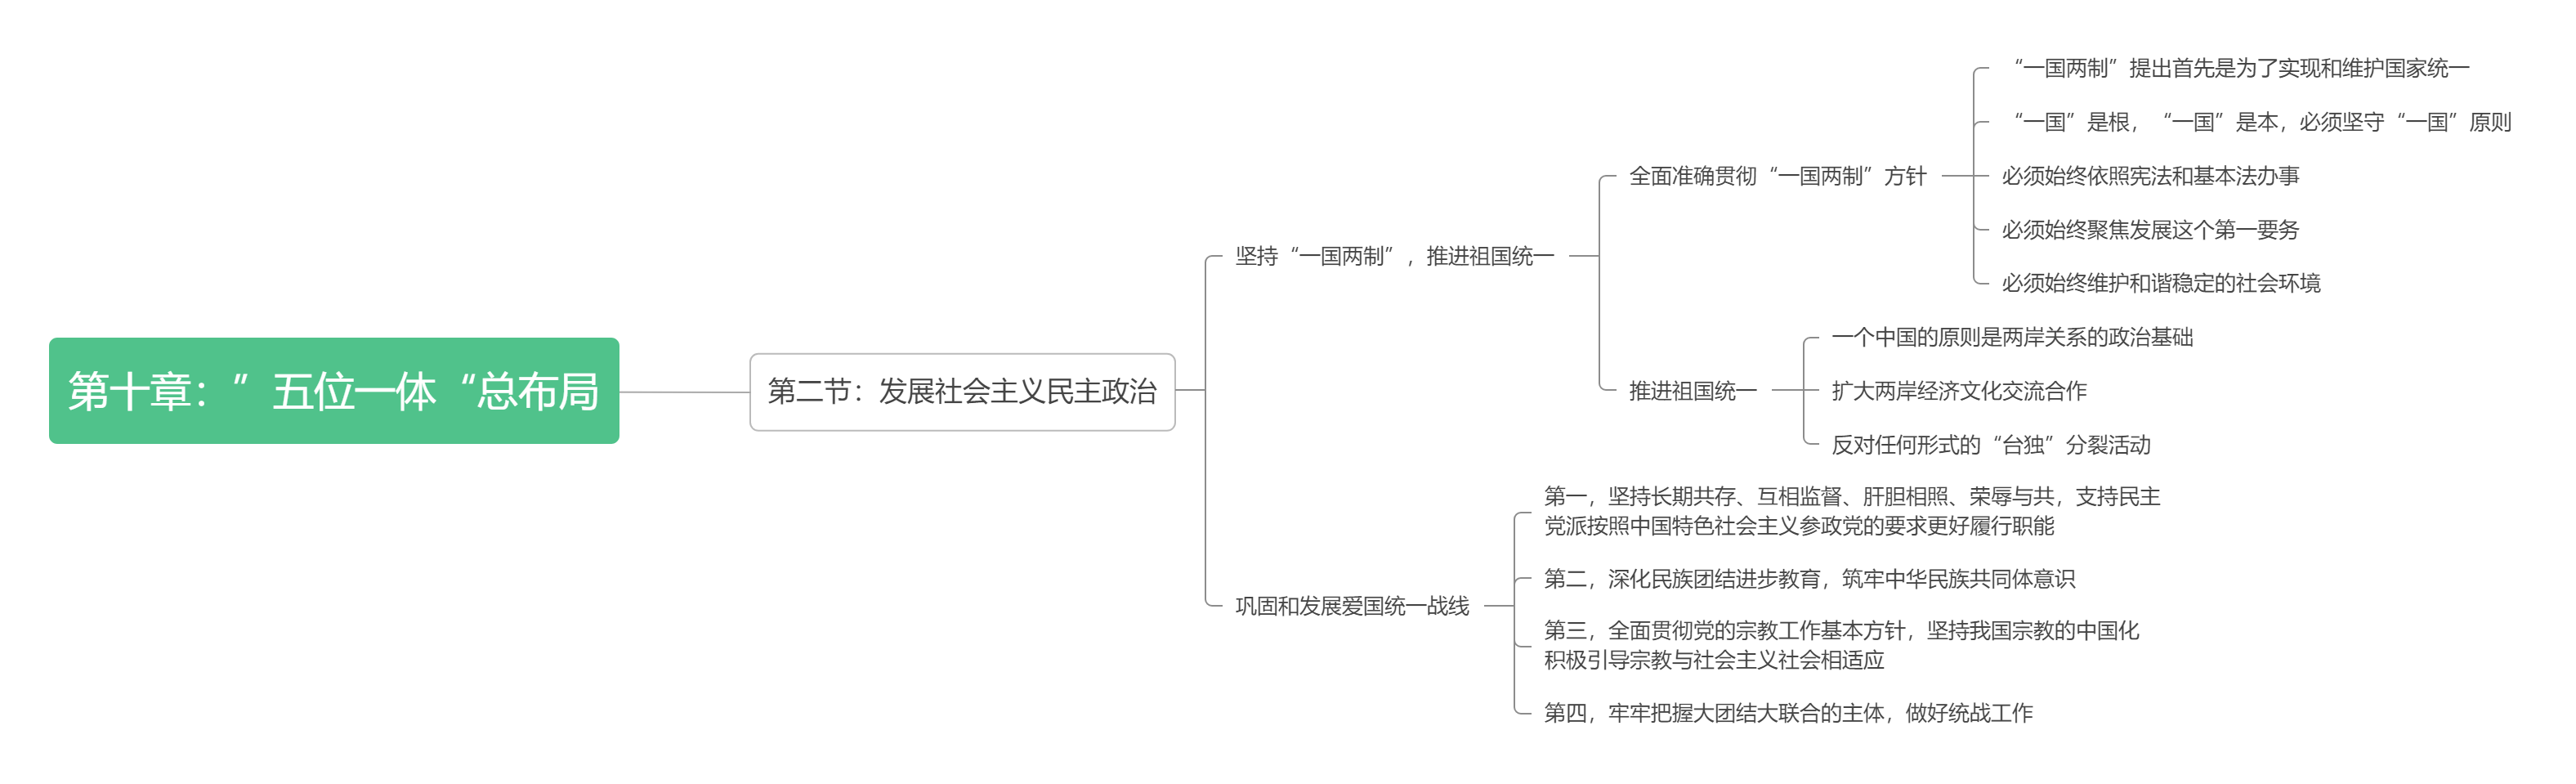 第十章：”五位一体“总布局
第二节：发展社会主义民主政治
坚持“一国两制”，推进祖国统一
全面准确贯彻“一国两制”方针
“一国两制”提出首先是为了实现和维护国家统一
“一国”是根，“一国”是本，必须坚守“一国”原则
必须始终依照宪法和基本法办事
必须始终聚焦发展这个第一要务
必须始终维护和谐稳定的社会环境
推进祖国统一
一个中国的原则是两岸关系的政治基础
扩大两岸经济文化交流合作
反对任何形式的“台独”分裂活动
巩固和发展爱国统一战线
第一，坚持长期共存、互相监督、肝胆相照、荣辱与共，支持民主
党派按照中国特色社会主义参政党的要求更好履行职能
第二，深化民族团结进步教育，筑牢中华民族共同体意识
第三，全面贯彻党的宗教工作基本方针，坚持我国宗教的中国化
积极引导宗教与社会主义社会相适应
第四，牢牢把握大团结大联合的主体，做好统战工作